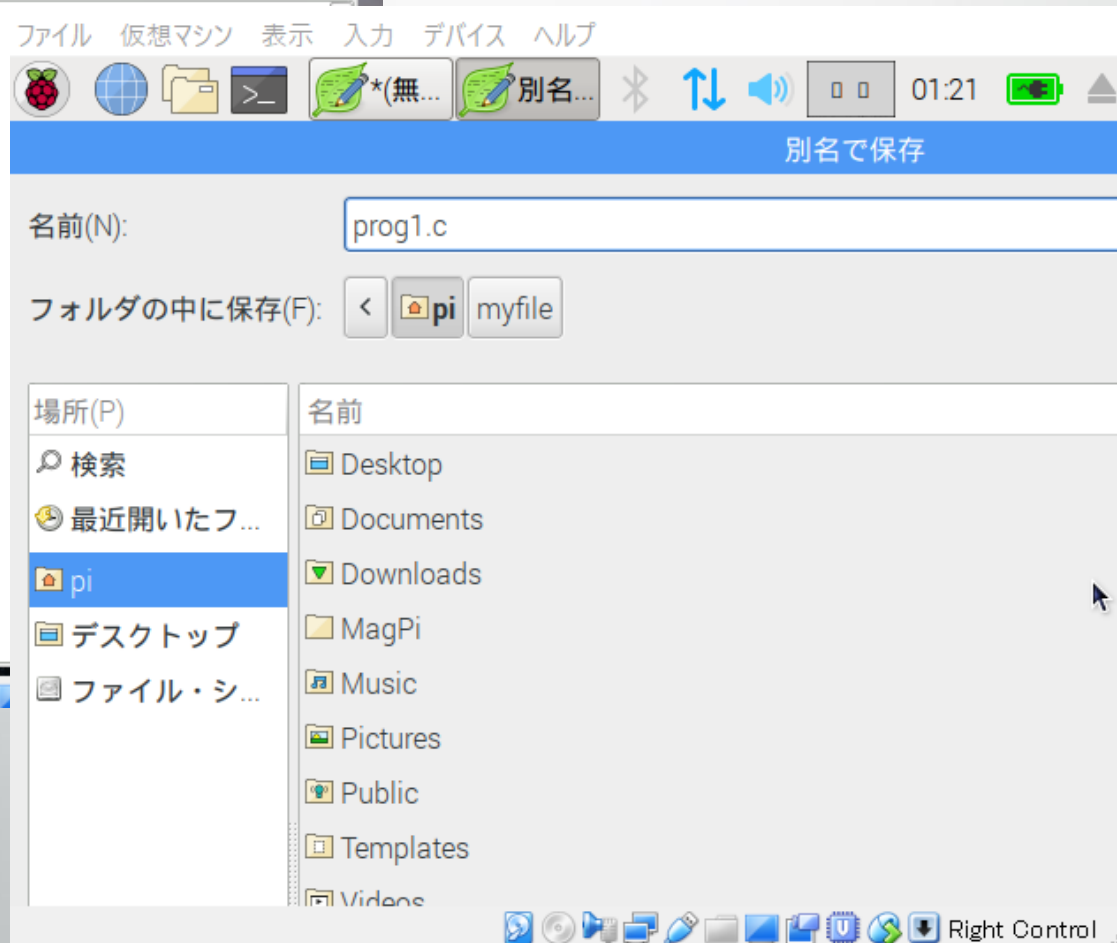 ファイル 仮想マシン 表示 入力 デバイス ヘルプ
>_ *(無... 別名... 01:21
別名で保存
名前(N): prog1.c
フォルダの中に保存(F): < pi myfile
場所(P) 名前
検索
最近開いたフ...
pi
デスクトップ
ファイル・シ...
Desktop
Documents
Downloads
MagPi
Music
Pictures
Public
Templates
Videos
Right Control